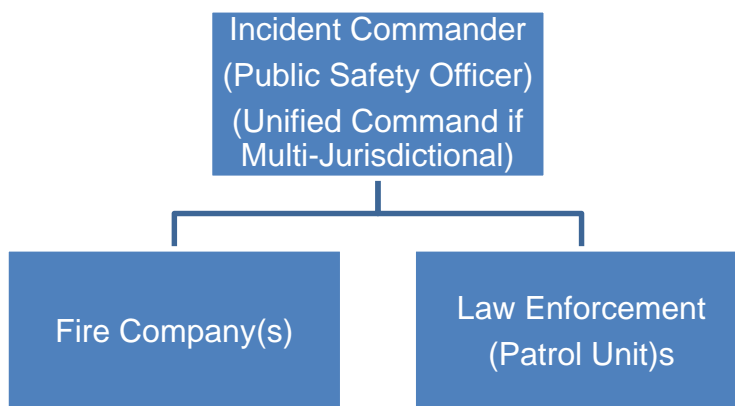 Incident Commander
(Public Safety Officer)
(Unified Command if
Multi-Jurisdictional)
Fire Company(s)
Law Enforcement
(Patrol Unit)s